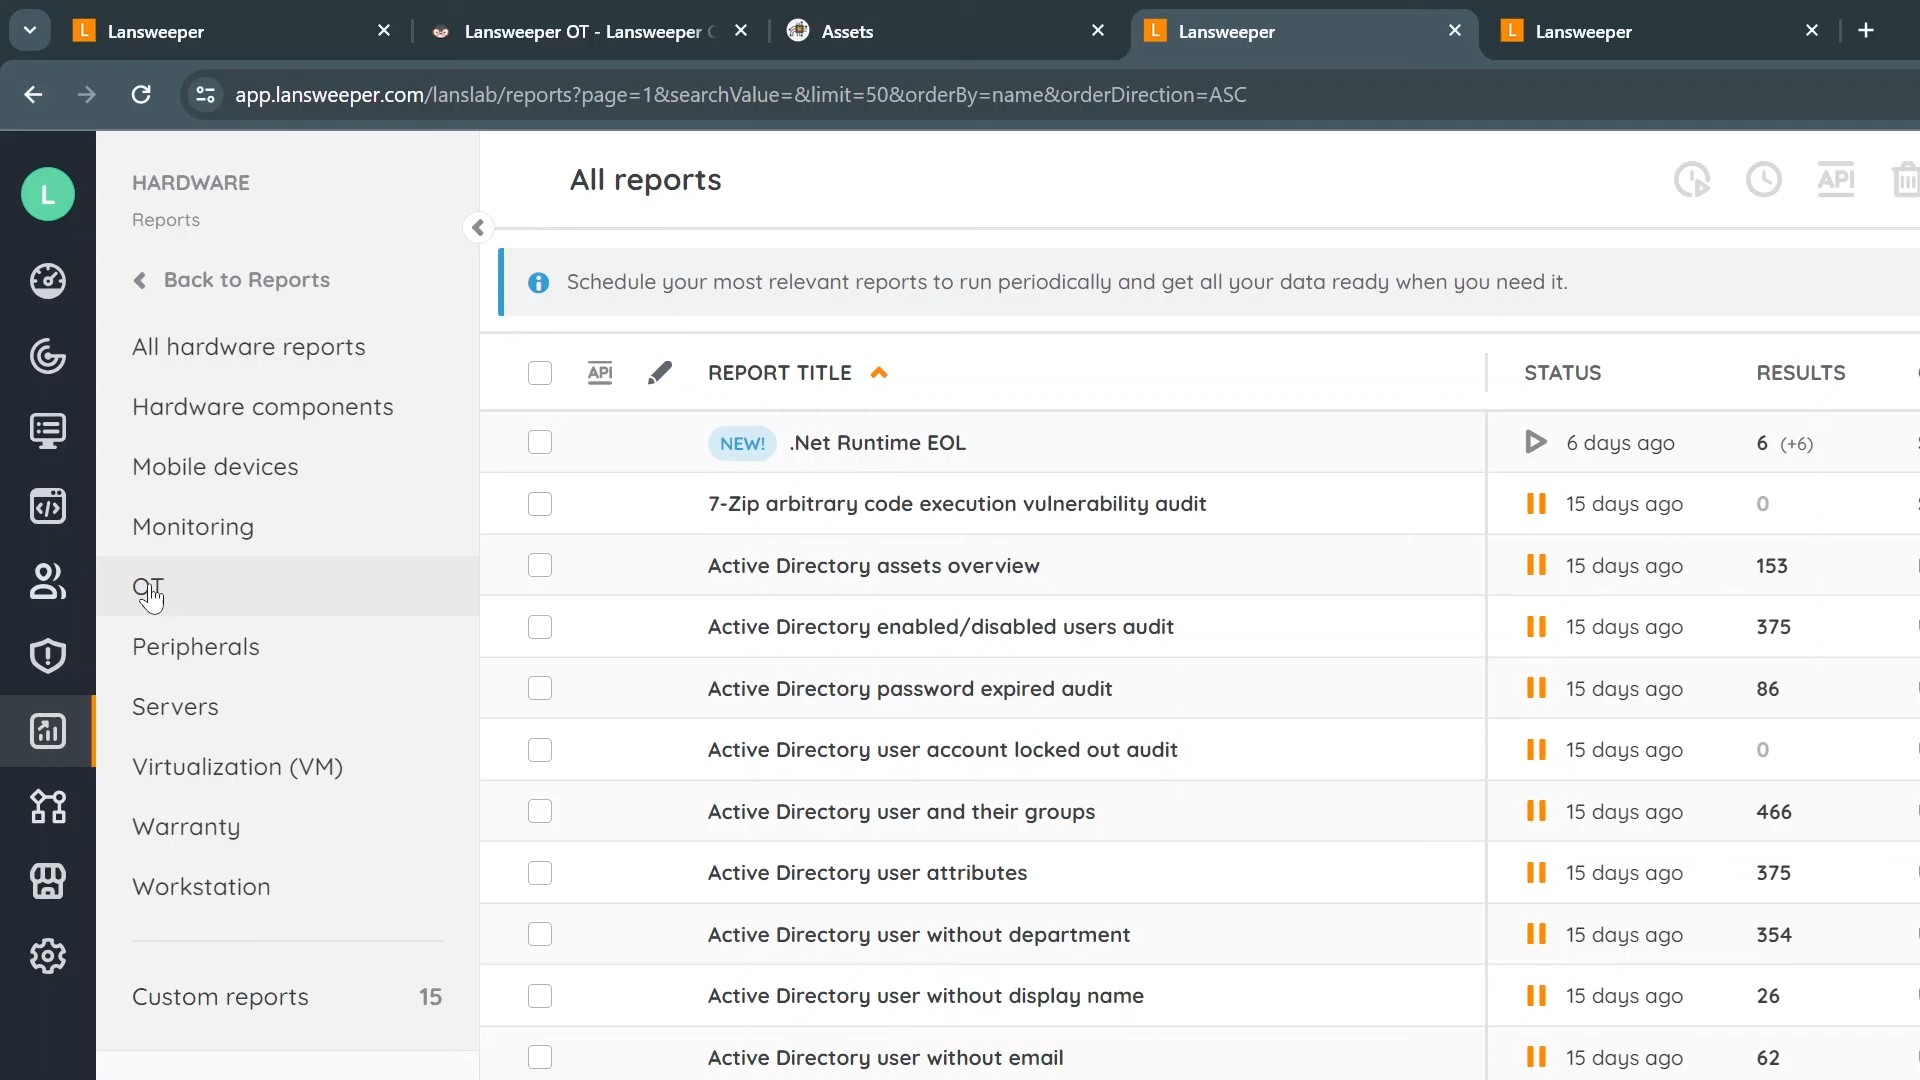 Lansweeper
Lansweeper OT - Lansweeper
Assets
Lansweeper
Lansweeper
app.lansweeper.com/lanslab/reports?page=1&searchValue=&limit=50&orderBy=name&orderDirection=ASC
L
HARDWARE
Reports
Back to Reports
All hardware reports
Hardware components
Mobile devices
Monitoring
OT
Peripherals
Servers
Virtualization (VM)
Warranty
Workstation
Custom reports 15
All reports
API
Schedule your most relevant reports to run periodically and get all your data ready when you need it.
API REPORT TITLE STATUS RESULTS
NEW! .Net Runtime EOL 6 days ago 6 (+6)
7-Zip arbitrary code execution vulnerability audit 15 days ago 0
Active Directory assets overview 15 days ago 153
Active Directory enabled/disabled users audit 15 days ago 375
Active Directory password expired audit 15 days ago 86
Active Directory user account locked out audit 15 days ago 0
Active Directory user and their groups 15 days ago 466
Active Directory user attributes 15 days ago 375
Active Directory user without department 15 days ago 354
Active Directory user without display name 15 days ago 26
Active Directory user without email 15 days ago 62